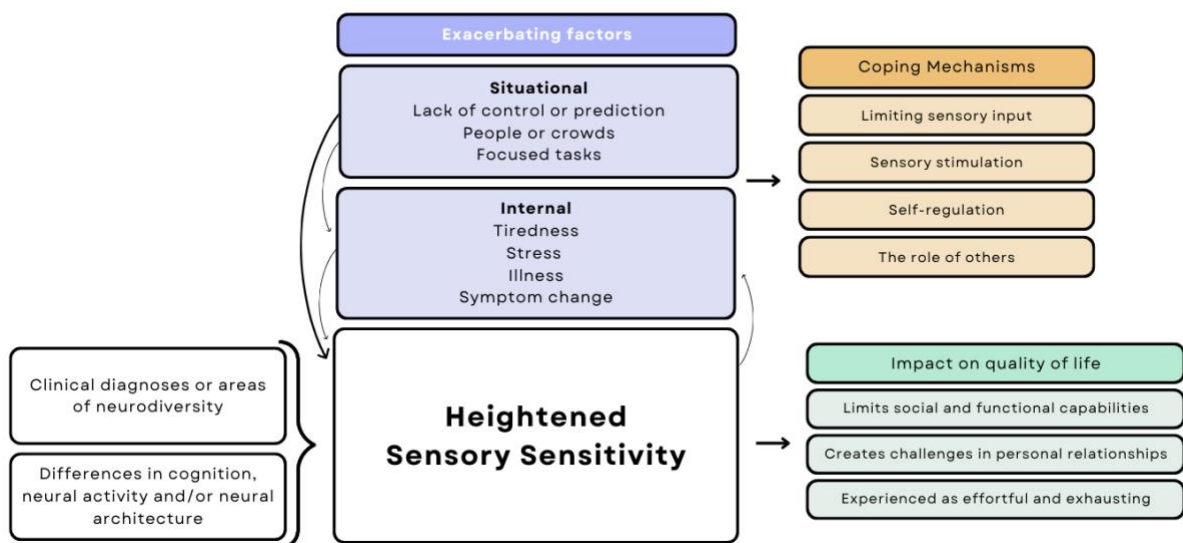 Exacerbating factors
Situational
Lack of control or prediction
People or crowds
Focused tasks
Internal
Tiredness
Stress
Illness
Symptom change
Coping Mechanisms
Limiting sensory input
Sensory stimulation
Self-regulation
The role of others
Clinical diagnoses or areas
of neurodiversity
Differences in cognition,
neural activity and/or neural
architecture
Heightened
Sensory Sensitivity
Impact on quality of life
Limits social and functional capabilities
Creates challenges in personal relationships
Experienced as effortful and exhausting